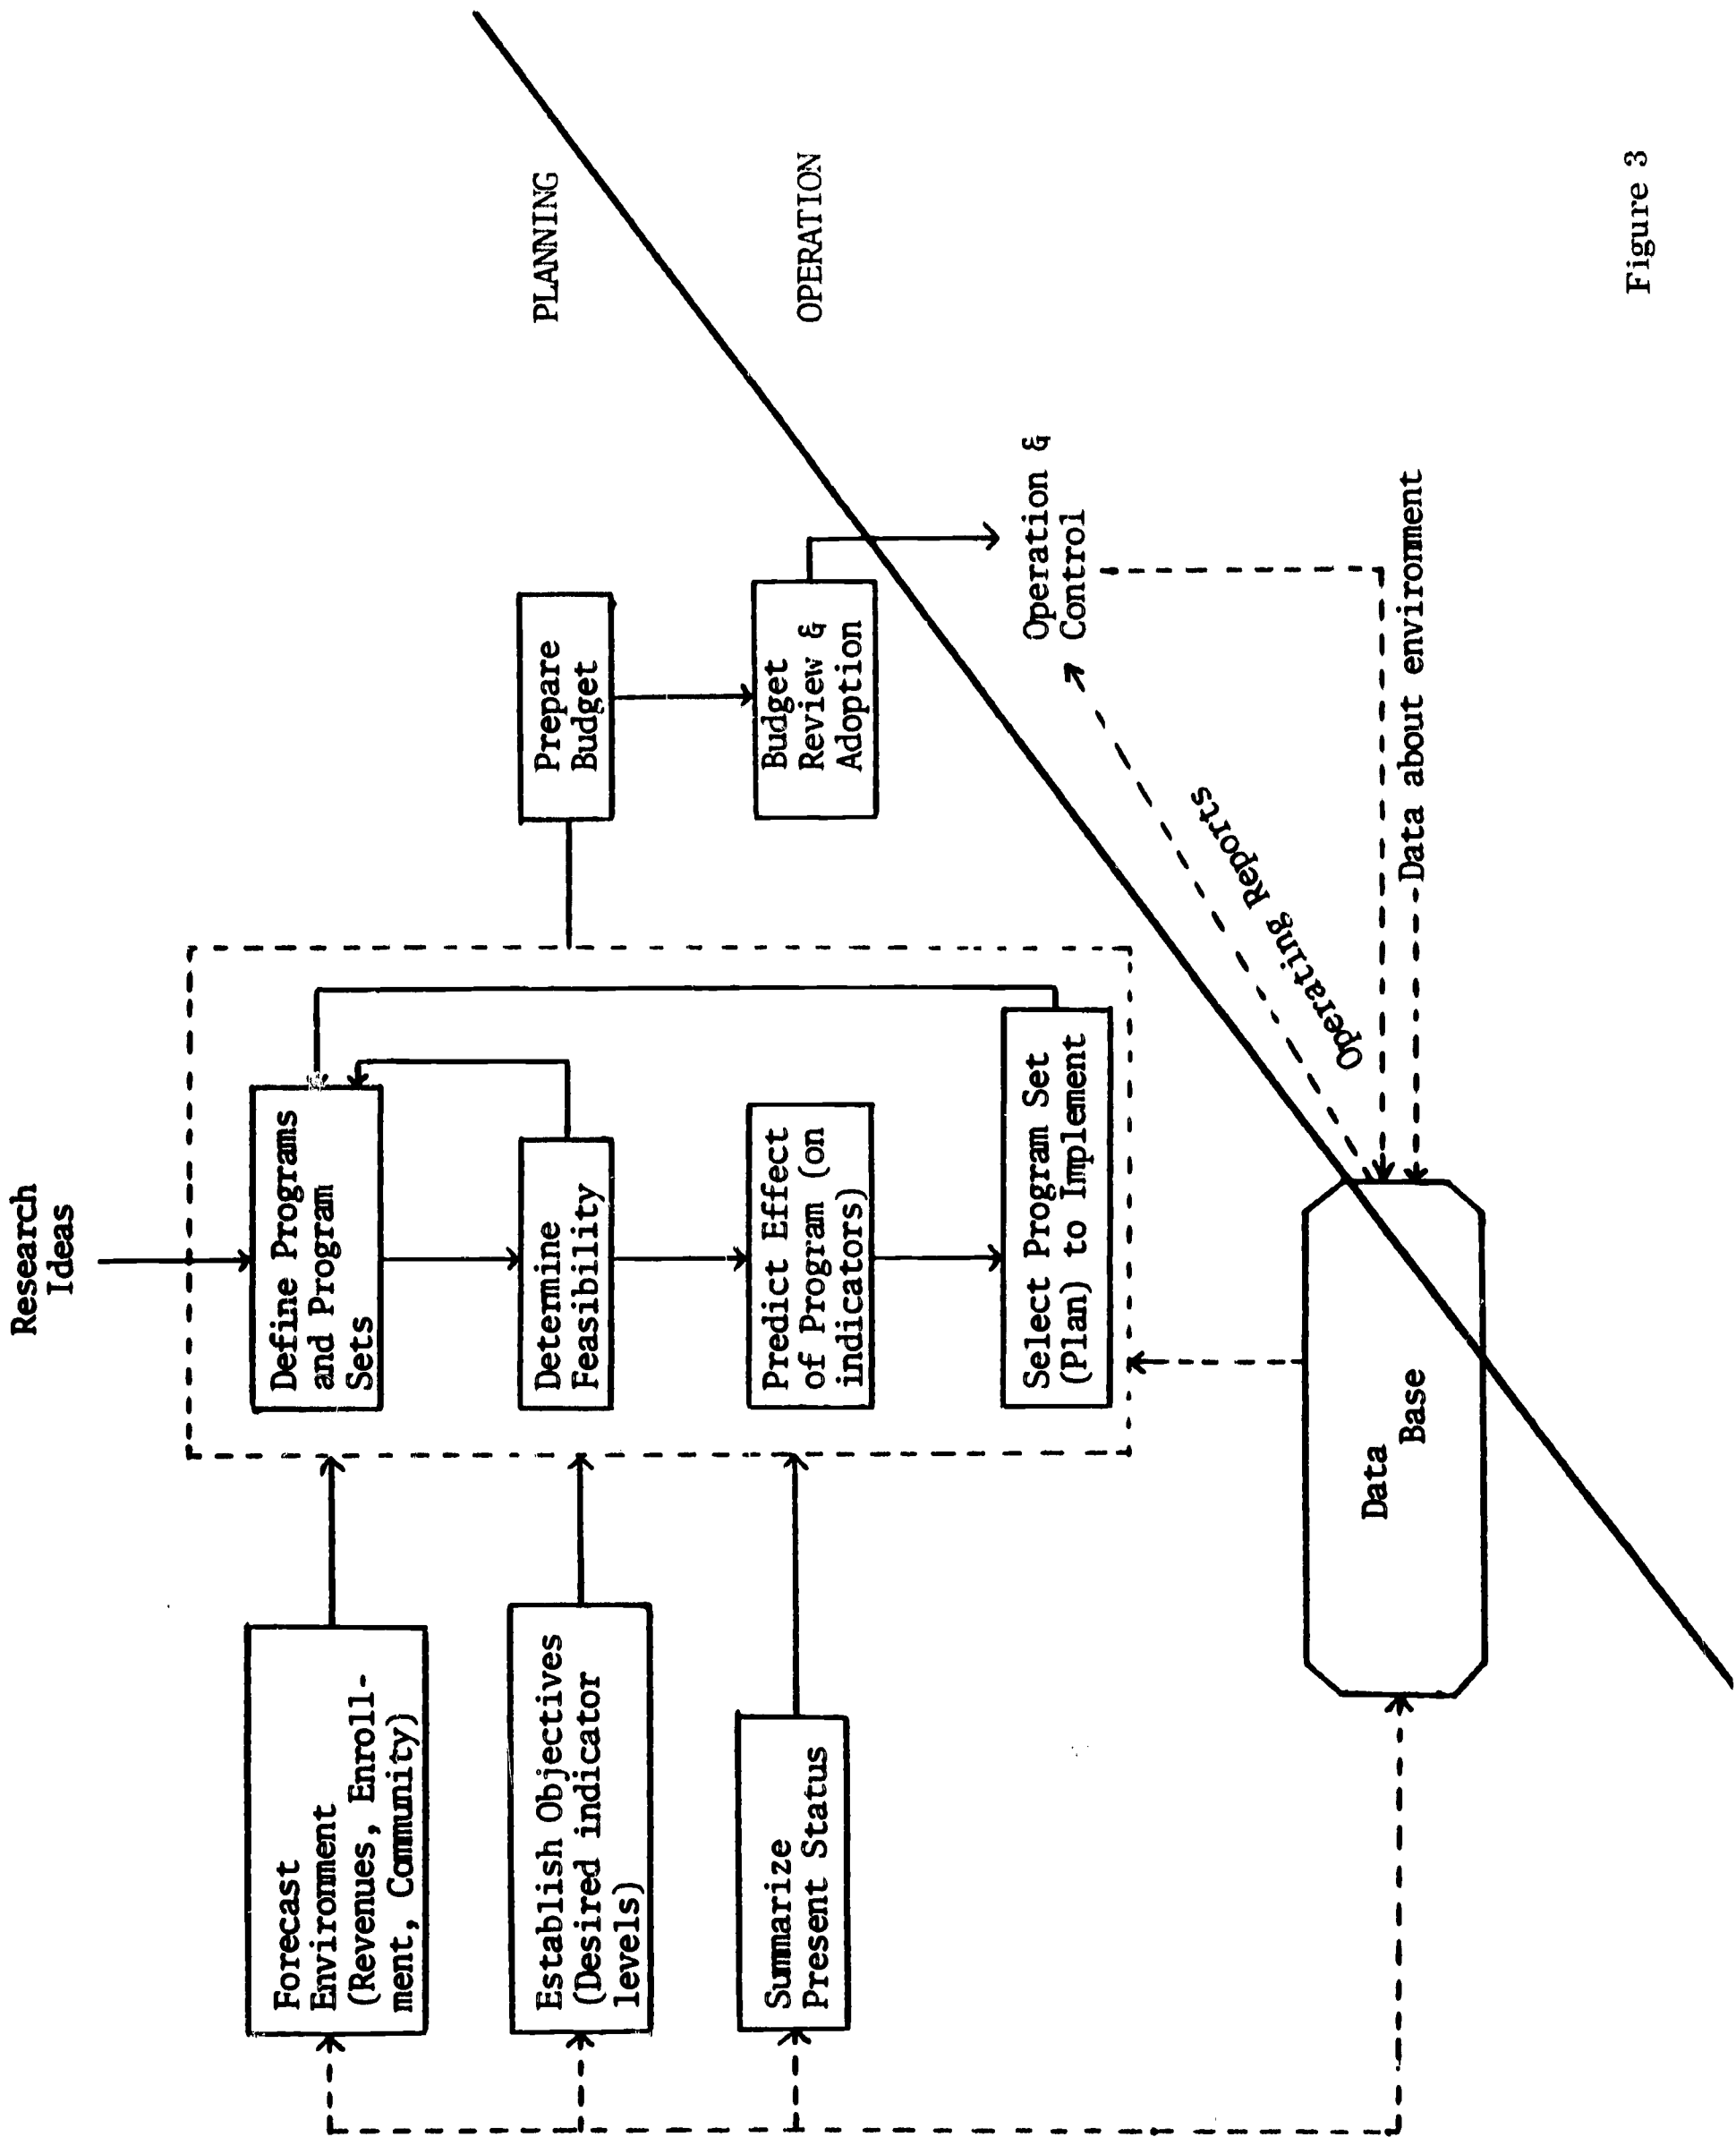 Research
Ideas
Forecast
Environment
(Revenues, Enroll-
ment, Community)
Define Programs
and Program
Sets
Prepare
Budget
PLANNING
Establish Objectives
(Desired indicator
levels)
Determine
Feasibility
Budget
Review &
Adoption
OPERATION
Summarize
Present Status
Predict Effect
of Program (on
indicators)
Select Program Set
(Plan) to Implement
Operation &
Control
Operating Reports
Data
Base
Data about environment
Figure 3